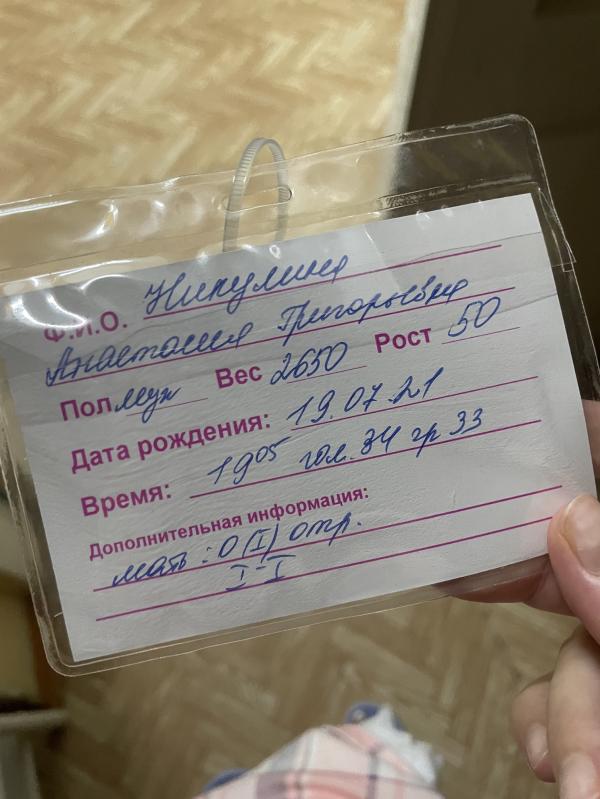 Ф.И.О. Никулина
Анастасия Григорьевна
Пол муж Вес 2650 Рост 50
Дата рождения: 19.07.21
Время: 19⁰⁵ гол. 34 гр 33
Дополнительная информация:
мать: 0 (I) отр.
I-I